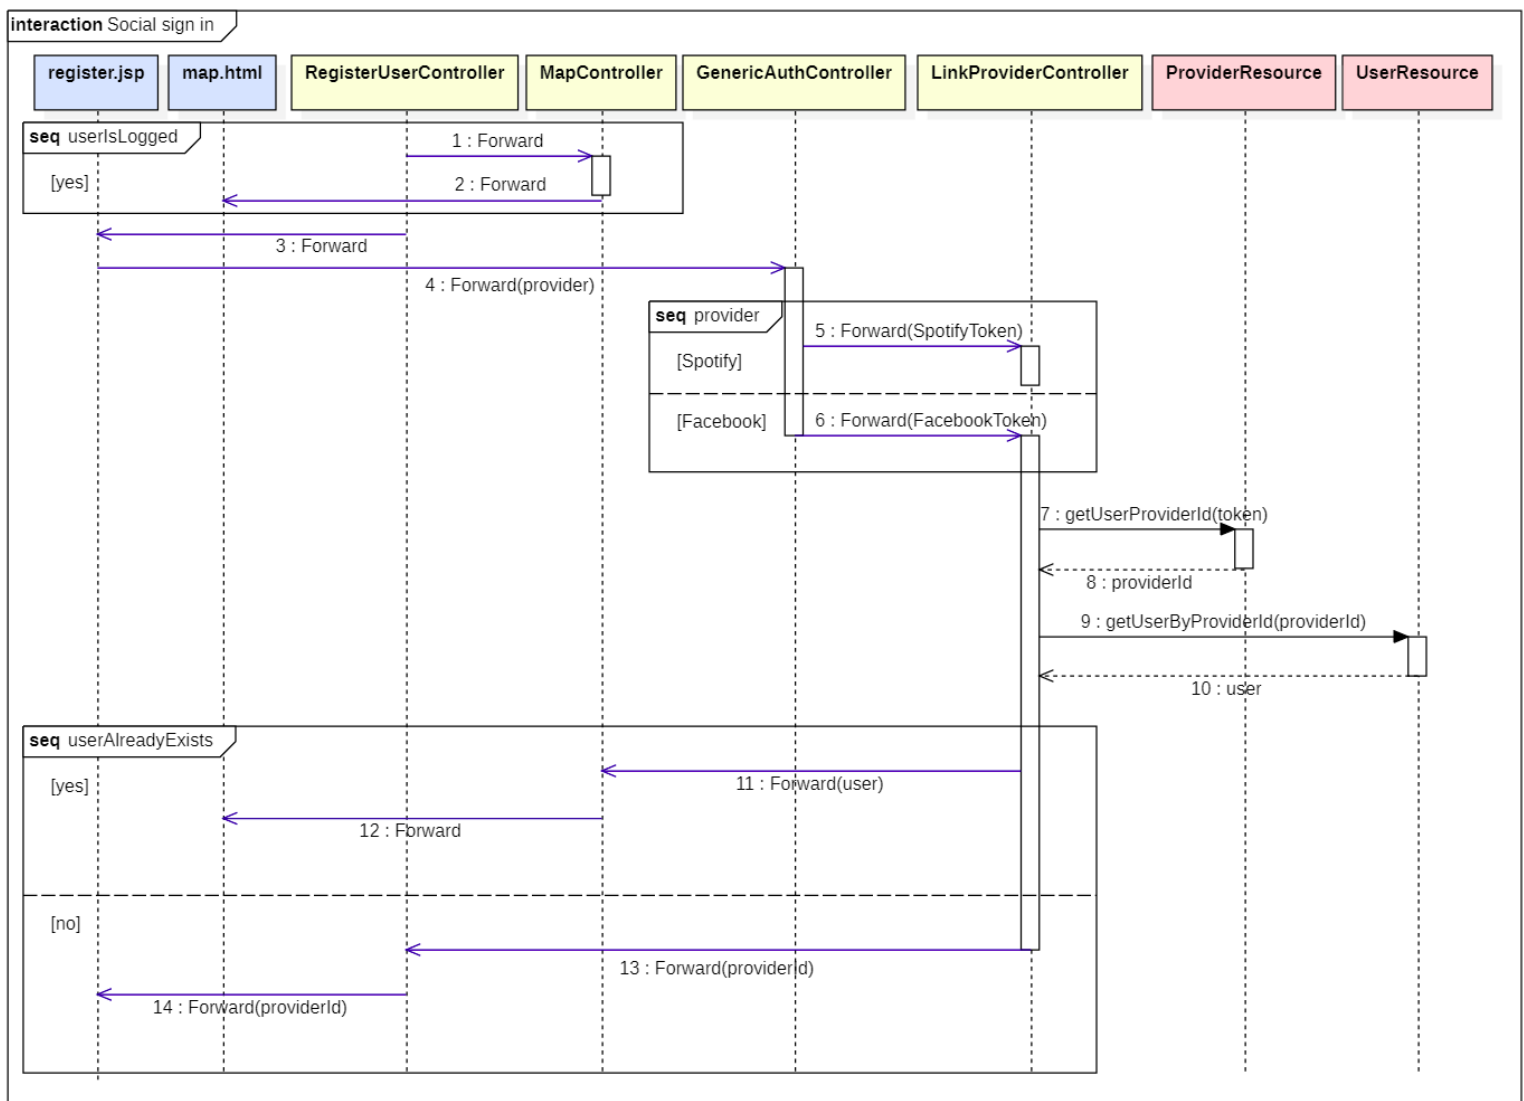 interaction Social sign in
register.jsp
map.html
RegisterUserController
MapController
GenericAuthController
LinkProviderController
ProviderResource
UserResource
seq userIsLogged
1 : Forward
[yes]
2 : Forward
3 : Forward
4 : Forward(provider)
seq provider
5 : Forward(SpotifyToken)
[Spotify]
[Facebook]
6 : Forward(FacebookToken)
7 : getUserProviderId(token)
8 : providerId
9 : getUserByProviderId(providerId)
10 : user
seq userAlreadyExists
[yes]
11 : Forward(user)
12 : Forward
[no]
13 : Forward(providerId)
14 : Forward(providerId)